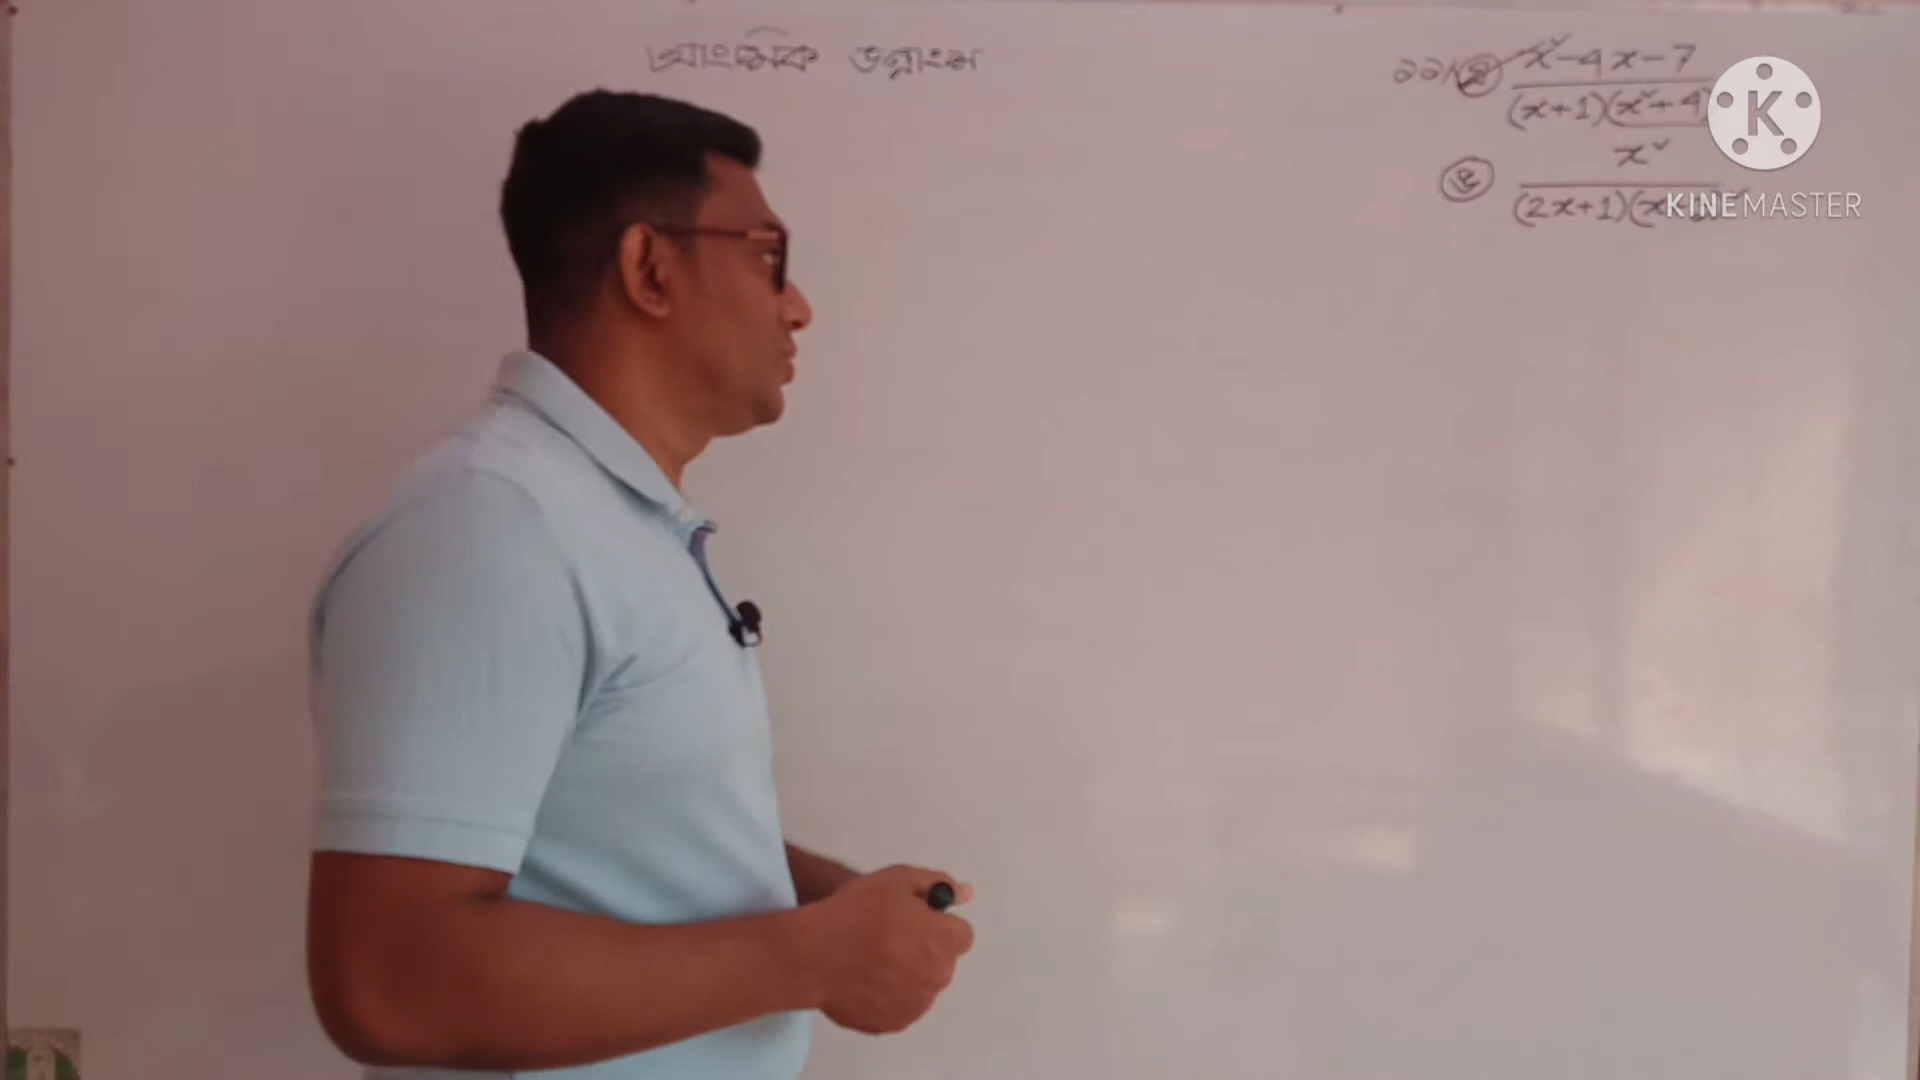 আংশিক ভগ্নাংশ
১১। ঘ x²-4x-7
(x+1)(x²+4)
ঙ x²
(2x+1)(x
KINEMASTER